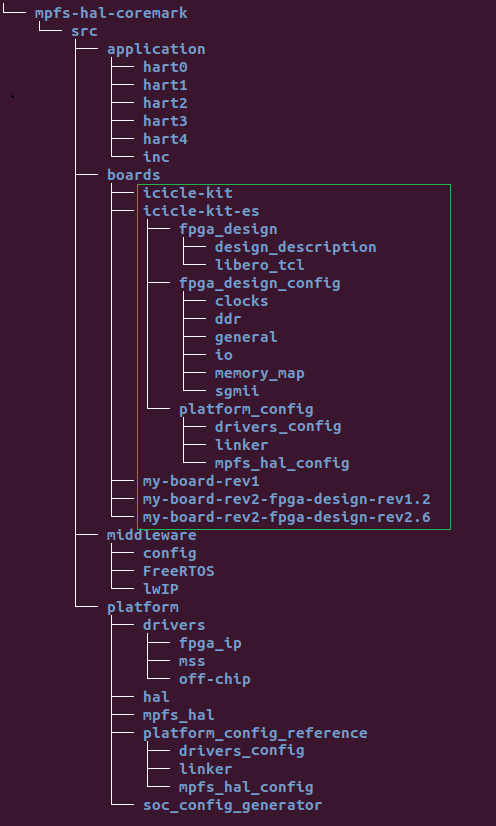 mpfs-hal-coremark
src
application
hart0
hart1
hart2
hart3
hart4
inc
boards
icicle-kit
icicle-kit-es
fpga_design
design_description
libero_tcl
fpga_design_config
clocks
ddr
general
io
memory_map
sgmii
platform_config
drivers_config
linker
mpfs_hal_config
my-board-rev1
my-board-rev2-fpga-design-rev1.2
my-board-rev2-fpga-design-rev2.6
middleware
config
FreeRTOS
lwIP
platform
drivers
fpga_ip
mss
off-chip
hal
mpfs_hal
platform_config_reference
drivers_config
linker
mpfs_hal_config
soc_config_generator